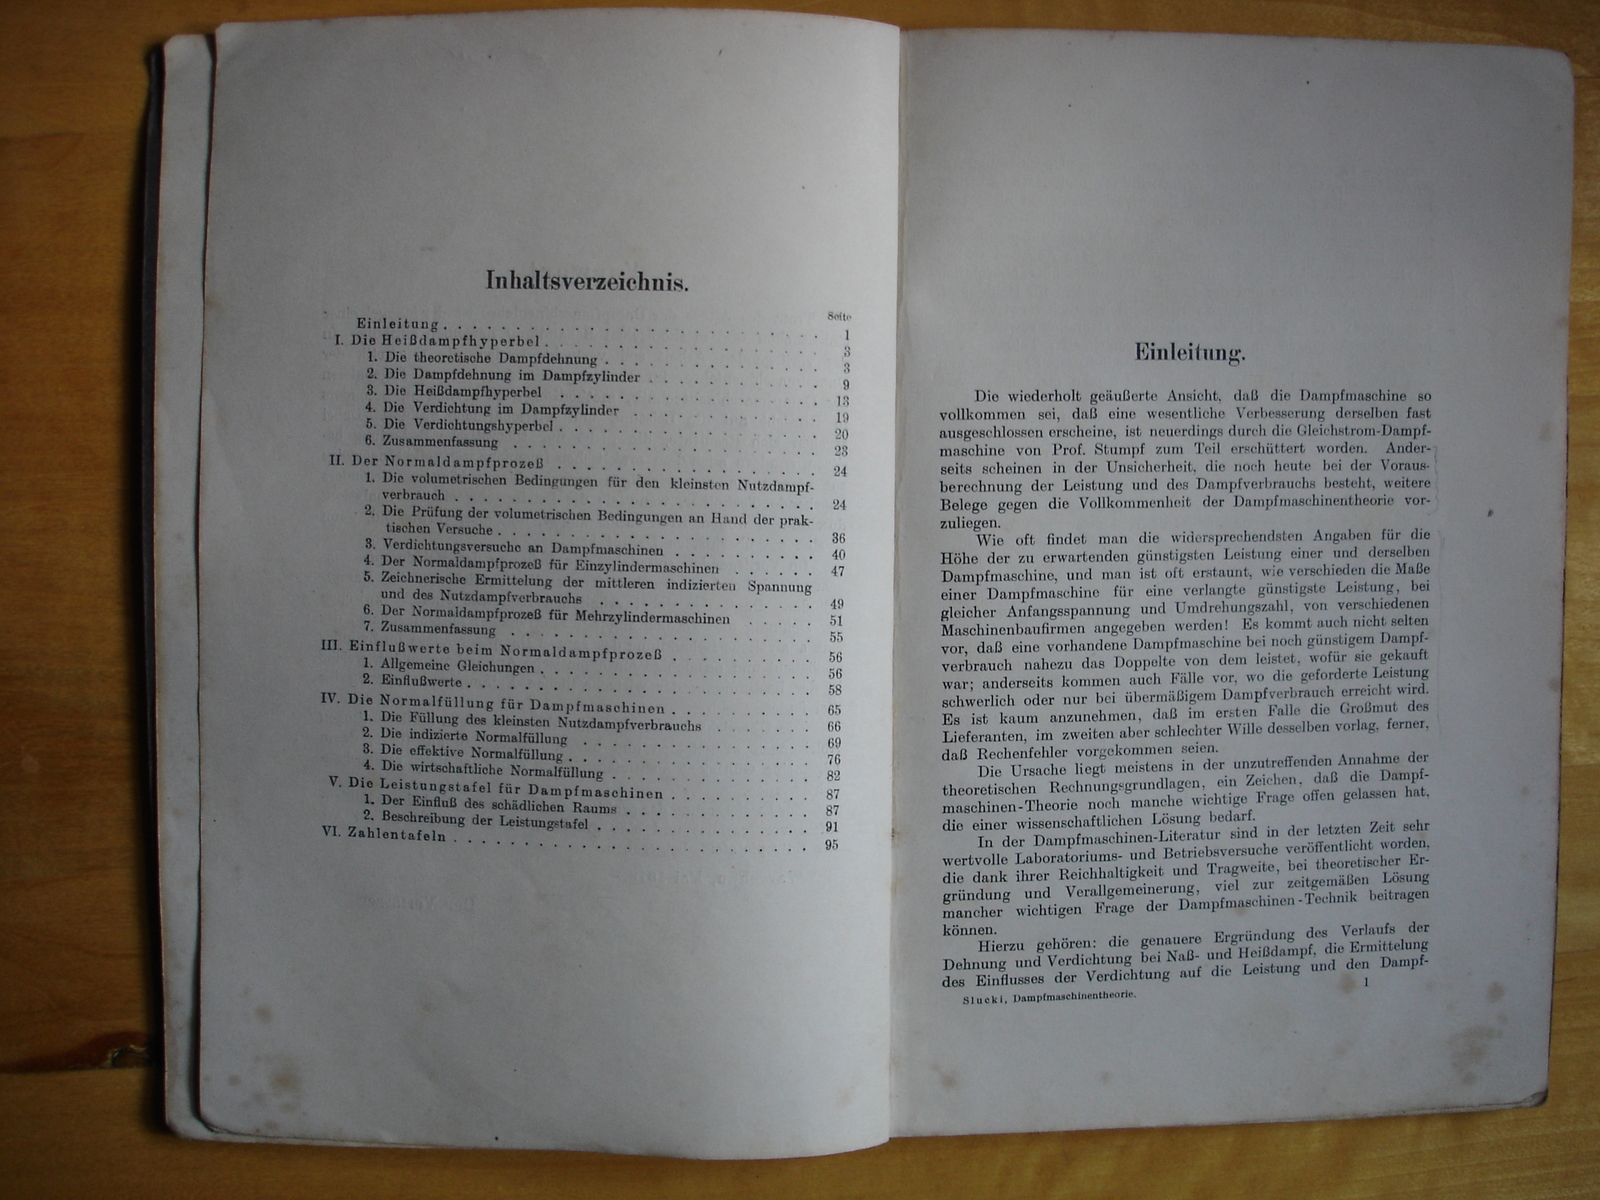 Inhaltsverzeichnis.
Seite
Einleitung . . . . . . . . . . 1
I. Die Heißdampfhyperbel . . . . . . . . . . 3
1. Die theoretische Dampfdehnung . . . . . . . . . . 3
2. Die Dampfdehnung im Dampfzylinder . . . . . . . . . . 9
3. Die Heißdampfhyperbel . . . . . . . . . . 13
4. Die Verdichtung im Dampfzylinder . . . . . . . . . . 19
5. Die Verdichtungshyperbel . . . . . . . . . . 20
6. Zusammenfassung . . . . . . . . . . 23
II. Der Normaldampfprozeß . . . . . . . . . . 24
1. Die volumetrischen Bedingungen für den kleinsten Nutzdampf-
verbrauch . . . . . . . . . . 24
2. Die Prüfung der volumetrischen Bedingungen an Hand der prak-
tischen Versuche . . . . . . . . . . 36
3. Verdichtungsversuche an Dampfmaschinen . . . . . . . . . . 40
4. Der Normaldampfprozeß für Einzylindermaschinen . . . . . . 47
5. Zeichnerische Ermittelung der mittleren indizierten Spannung
und des Nutzdampfverbrauchs . . . . . . . . . . 49
6. Der Normaldampfprozeß für Mehrzylindermaschinen . . . . . 51
7. Zusammenfassung . . . . . . . . . . 55
III. Einflußwerte beim Normaldampfprozeß . . . . . . . . . . 56
1. Allgemeine Gleichungen . . . . . . . . . . 56
2. Einflußwerte . . . . . . . . . . 58
IV. Die Normalfüllung für Dampfmaschinen . . . . . . . . . . 65
1. Die Füllung des kleinsten Nutzdampfverbrauchs . . . . . . . 66
2. Die indizierte Normalfüllung . . . . . . . . . . 69
3. Die effektive Normalfüllung . . . . . . . . . . 76
4. Die wirtschaftliche Normalfüllung . . . . . . . . . . 82
V. Die Leistungstafel für Dampfmaschinen . . . . . . . . . . 87
1. Der Einfluß des schädlichen Raums . . . . . . . . . . 87
2. Beschreibung der Leistungstafel . . . . . . . . . . 91
VI. Zahlentafeln . . . . . . . . . . 95
Einleitung.
Die wiederholt geäußerte Ansicht, daß die Dampfmaschine so
vollkommen sei, daß eine wesentliche Verbesserung derselben fast
ausgeschlossen erscheine, ist neuerdings durch die Gleichstrom-Dampf-
maschine von Prof. Stumpf zum Teil erschüttert worden. Ander-
seits scheinen in der Unsicherheit, die noch heute bei der Voraus-
berechnung der Leistung und des Dampfverbrauchs besteht, weitere
Belege gegen die Vollkommenheit der Dampfmaschinentheorie vor-
zuliegen.
Wie oft findet man die widersprechendsten Angaben für die
Höhe der zu erwartenden günstigsten Leistung einer und derselben
Dampfmaschine, und man ist oft erstaunt, wie verschieden die Maße
einer Dampfmaschine für eine verlangte günstigste Leistung, bei
gleicher Anfangsspannung und Umdrehungszahl, von verschiedenen
Maschinenbaufirmen angegeben werden! Es kommt auch nicht selten
vor, daß eine vorhandene Dampfmaschine bei noch günstigem Dampf-
verbrauch nahezu das Doppelte von dem leistet, wofür sie gekauft
war; anderseits kommen auch Fälle vor, wo die geforderte Leistung
schwerlich oder nur bei übermäßigem Dampfverbrauch erreicht wird.
Es ist kaum anzunehmen, daß im ersten Falle die Großmut des
Lieferanten, im zweiten aber schlechter Wille desselben vorlag, ferner,
daß Rechenfehler vorgekommen seien.
Die Ursache liegt meistens in der unzutreffenden Annahme der
theoretischen Rechnungsgrundlagen, ein Zeichen, daß die Dampf-
maschinen-Theorie noch manche wichtige Frage offen gelassen hat,
die einer wissenschaftlichen Lösung bedarf.
In der Dampfmaschinen-Literatur sind in der letzten Zeit sehr
wertvolle Laboratoriums- und Betriebsversuche veröffentlicht worden,
die dank ihrer Reichhaltigkeit und Tragweite, bei theoretischer Er-
gründung und Verallgemeinerung, viel zur zeitgemäßen Lösung
mancher wichtigen Frage der Dampfmaschinen-Technik beitragen
können.
Hierzu gehören: die genauere Ergründung des Verlaufs der
Dehnung und Verdichtung bei Naß- und Heißdampf, die Ermittelung
des Einflusses der Verdichtung auf die Leistung und den Dampf-
Slucki, Dampfmaschinentheorie. 1